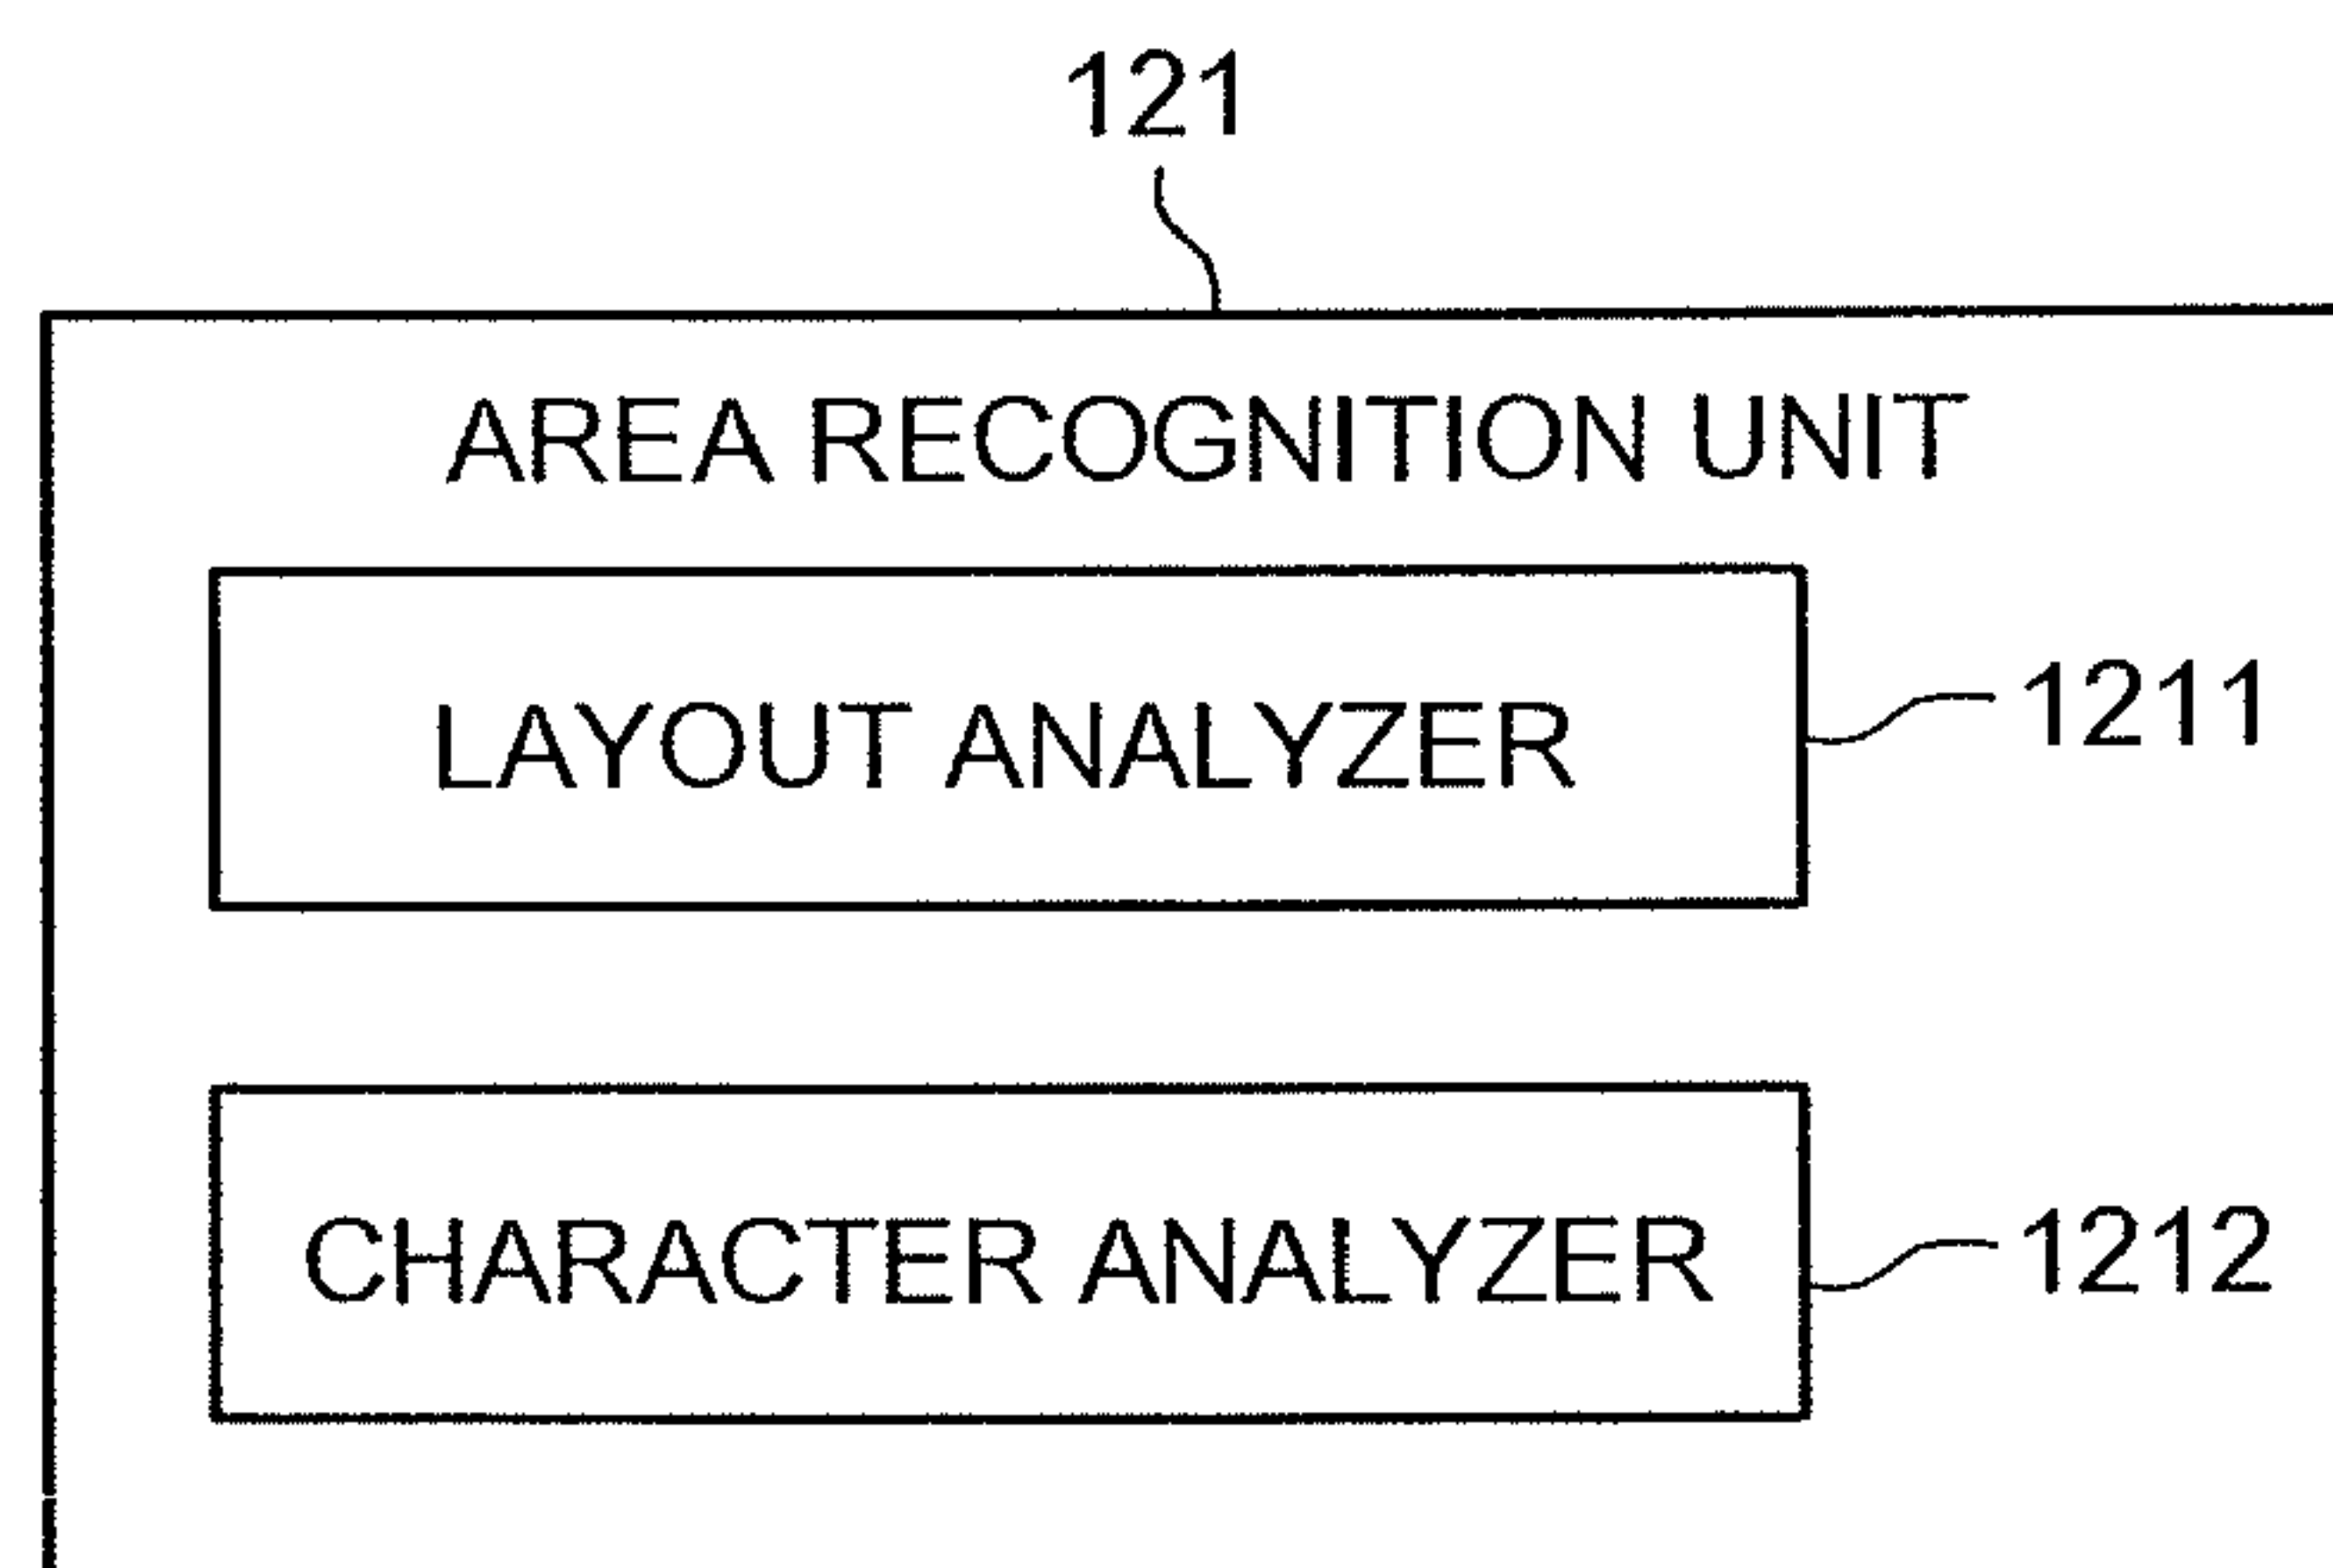 121
AREA RECOGNITION UNIT
LAYOUT ANALYZER
1211
CHARACTER ANALYZER
1212